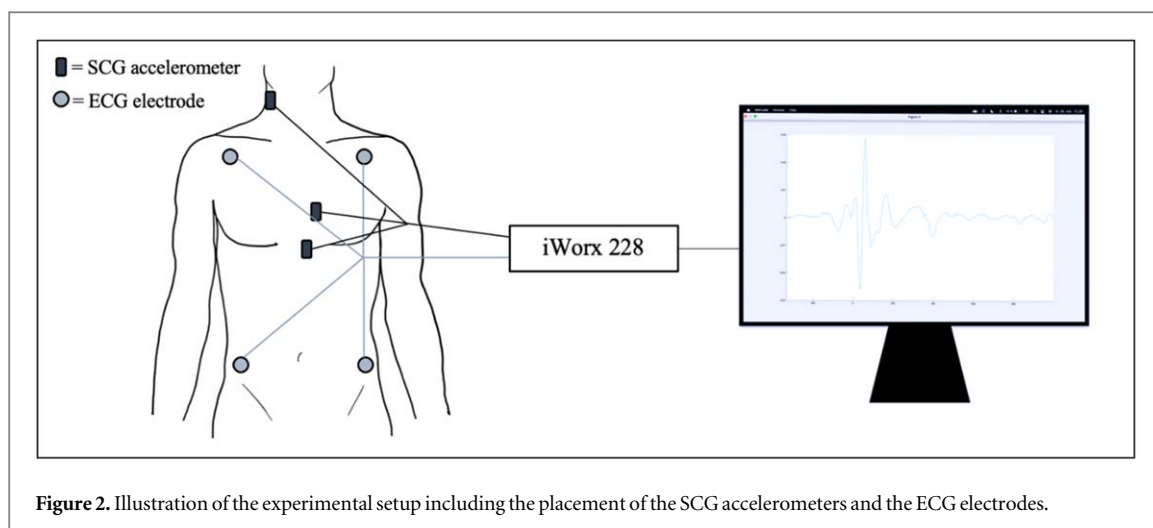 = SCG accelerometer
= ECG electrode
iWorx 228
Figure 2. Illustration of the experimental setup including the placement of the SCG accelerometers and the ECG electrodes.